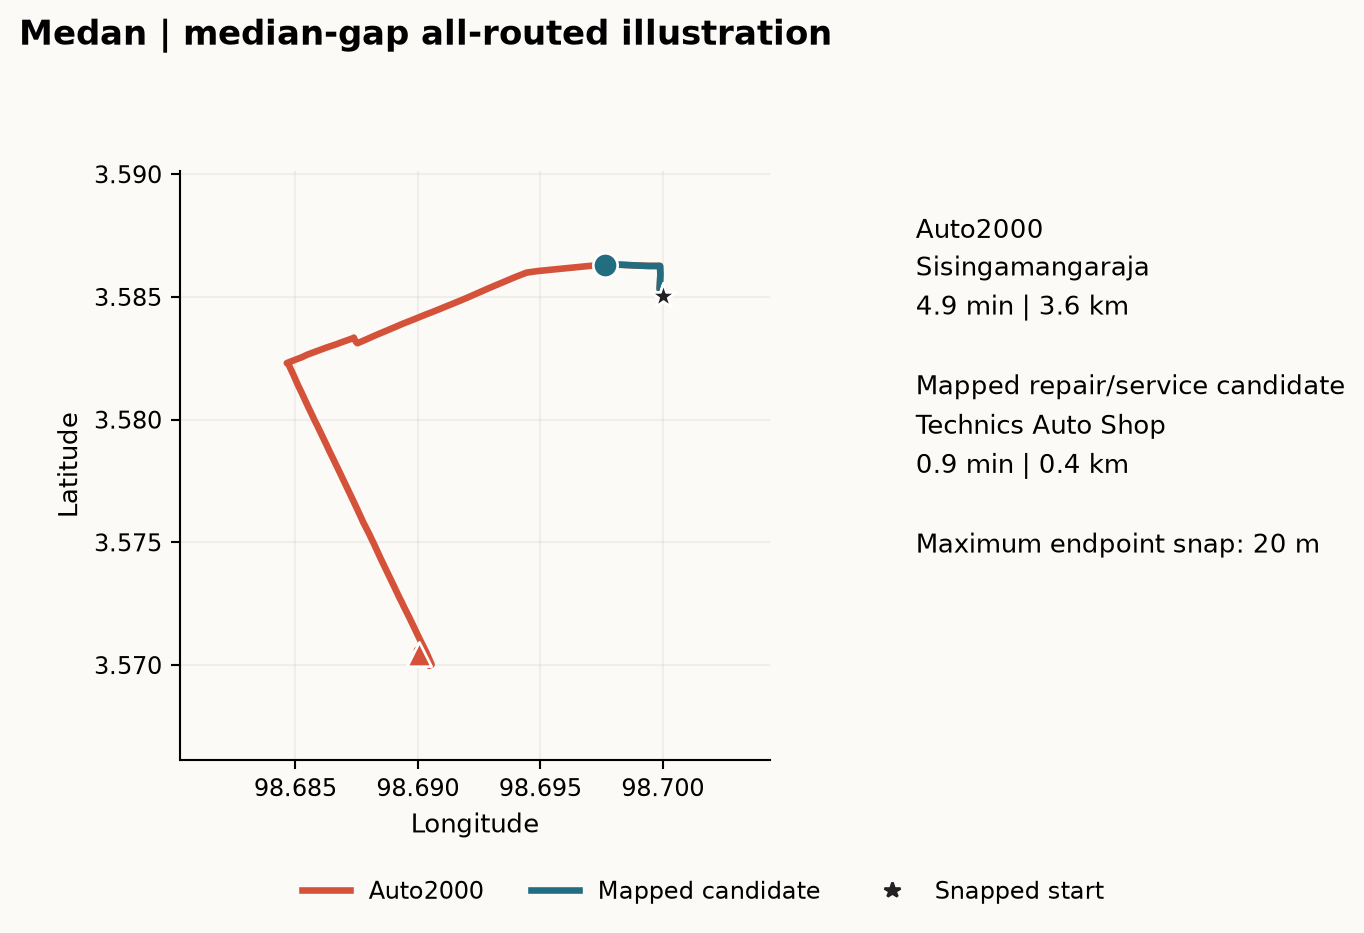 Medan | median-gap all-routed illustration
3.590
3.585
3.580
3.575
3.570
Latitude
98.685
98.690
98.695
98.700
Longitude
Auto2000
Sisingamangaraja
4.9 min | 3.6 km
Mapped repair/service candidate
Technics Auto Shop
0.9 min | 0.4 km
Maximum endpoint snap: 20 m
Auto2000
Mapped candidate
Snapped start